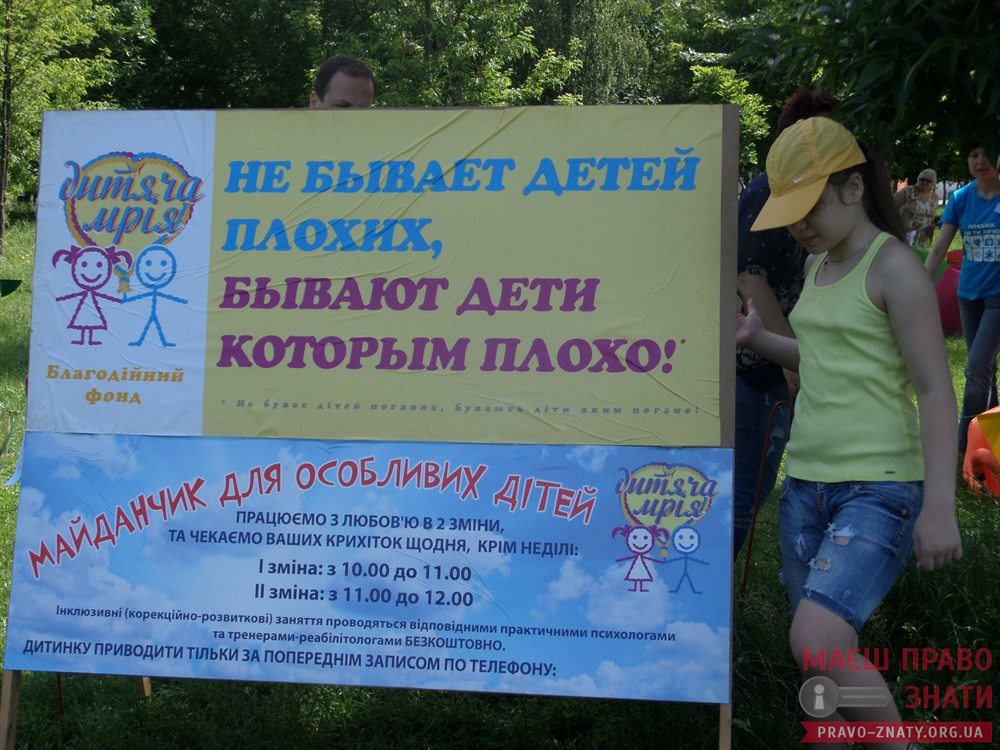 дитяча
мрія
Благодійний
фонд
НЕ БЫВАЕТ ДЕТЕЙ
ПЛОХИХ,
БЫВАЮТ ДЕТИ
КОТОРЫМ ПЛОХО!*
* Не буває дітей поганих, бувають діти яким погано!
МАЙДАНЧИК ДЛЯ ОСОБЛИВИХ ДІТЕЙ
дитяча
мрія
ПРАЦЮЄМО З ЛЮБОВ'Ю В 2 ЗМІНИ,
ТА ЧЕКАЄМО ВАШИХ КРИХІТОК ЩОДНЯ, КРІМ НЕДІЛІ:
I зміна: з 10.00 до 11.00
II зміна: з 11.00 до 12.00
Інклюзивні (корекційно-розвиткові) заняття проводяться відповідними практичними психологами
та тренерами-реабілітологами БЕЗКОШТОВНО.
ДИТИНКУ ПРИВОДИТИ ТІЛЬКИ ЗА ПОПЕРЕДНІМ ЗАПИСОМ ПО ТЕЛЕФОНУ:
ПОКАЖИ,
МАЄШ ПРАВО
ЗНАТИ
PRAVO-ZNATY.ORG.UA